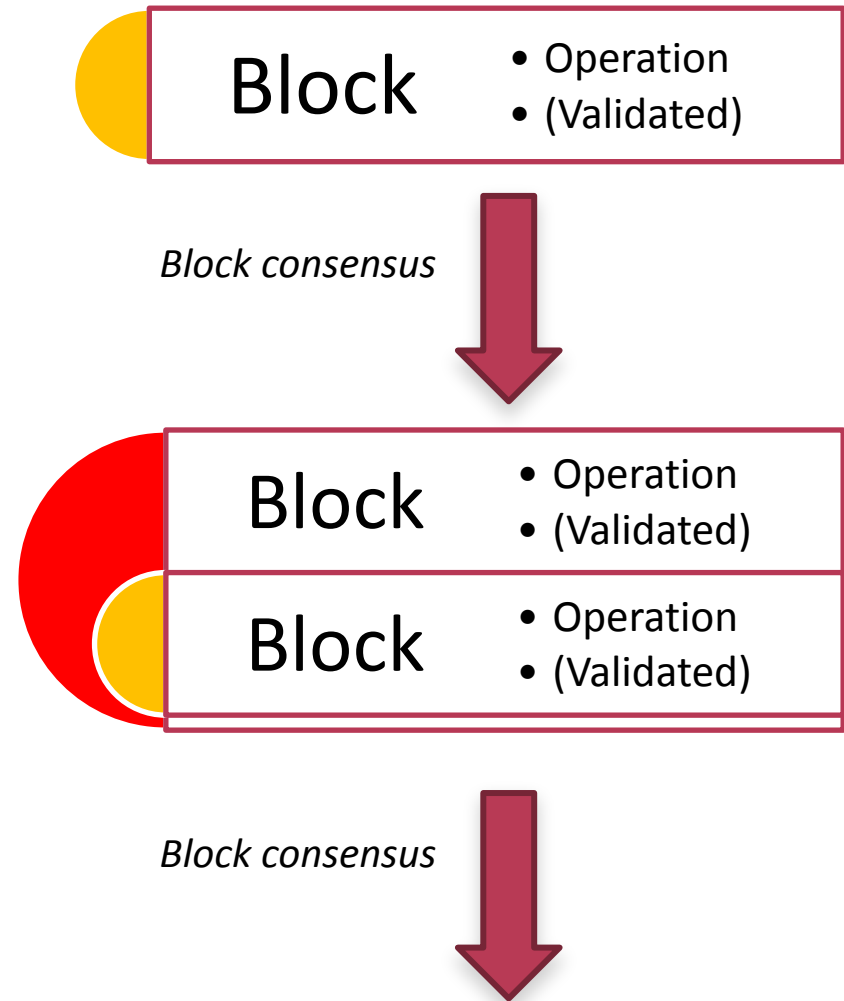 Block
• Operation
• (Validated)
Block consensus
Block
• Operation
• (Validated)
Block
• Operation
• (Validated)
Block consensus